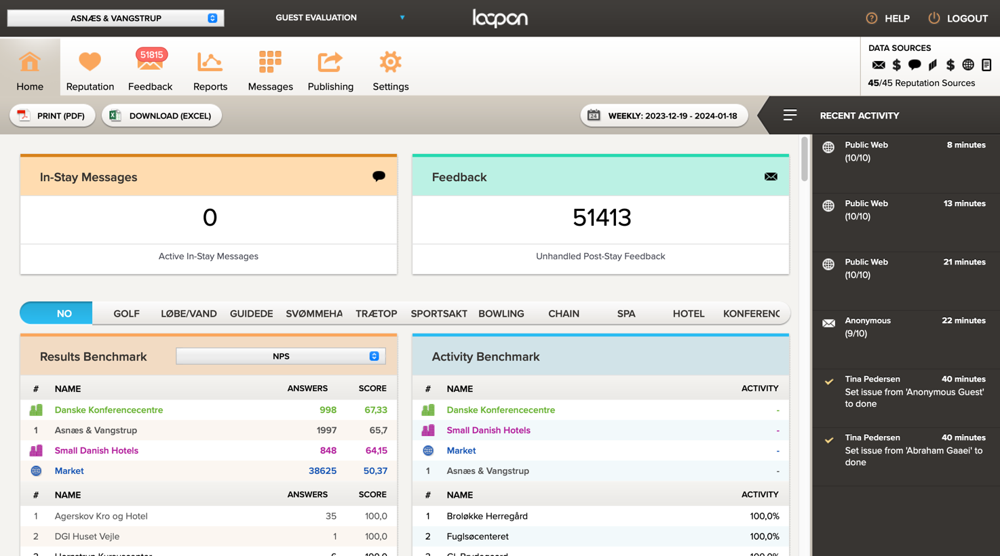 ASNÆS & VANGSTRUP
GUEST EVALUATION
loopon
? HELP
LOGOUT
Home
Reputation
51815
Feedback
Reports
Messages
Publishing
Settings
DATA SOURCES
$ $
45/45 Reputation Sources
PRINT (PDF)
DOWNLOAD (EXCEL)
24 WEEKLY: 2023-12-19 - 2024-01-18
RECENT ACTIVITY
In-Stay Messages
0
Active In-Stay Messages
Feedback
51413
Unhandled Post-Stay Feedback
NO GOLF LØBE/VAND GUIDEDE SVØMMEHA TRÆTOP SPORTSAKT BOWLING CHAIN SPA HOTEL KONFERENC
Results Benchmark
NPS
# NAME ANSWERS SCORE
Danske Konferencecentre 998 67,33
1 Asnæs & Vangstrup 1997 65,7
Small Danish Hotels 848 64,15
Market 38625 50,37
# NAME ANSWERS SCORE
1 Agerskov Kro og Hotel 35 100,0
2 DGI Huset Vejle 1 100,0
Activity Benchmark
# NAME ACTIVITY
Danske Konferencecentre -
Small Danish Hotels -
Market -
1 Asnæs & Vangstrup -
# NAME ACTIVITY
1 Broløkke Herregård 100,0%
2 Fuglsøcenteret 100,0%
Public Web 8 minutes
(10/10)
Public Web 13 minutes
(10/10)
Public Web 21 minutes
(10/10)
Anonymous 22 minutes
(9/10)
Tina Pedersen 40 minutes
Set issue from 'Anonymous Guest'
to done
Tina Pedersen 40 minutes
Set issue from 'Abraham Gaaei' to
done